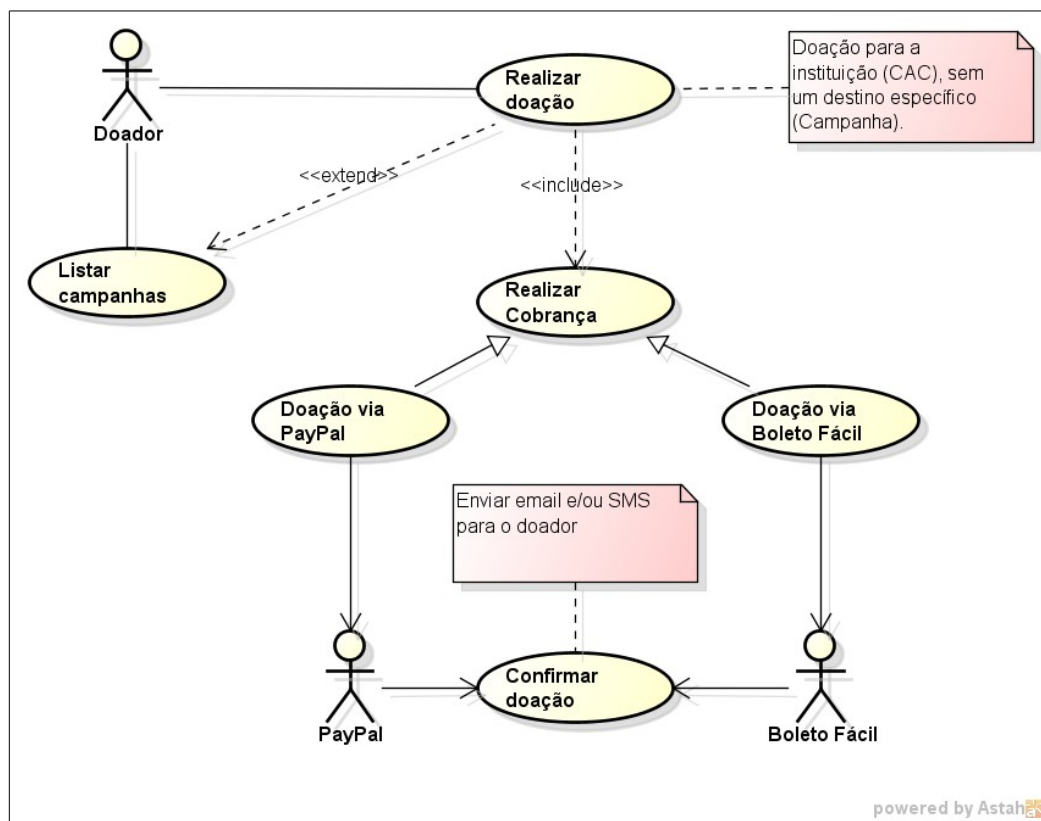 Doador
Realizar
doação
Doação para a
instituição (CAC), sem
um destino específico
(Campanha).
<<extend>>
<<include>>
Listar
campanhas
Realizar
Cobrança
Doação via
PayPal
Doação via
Boleto Fácil
Enviar email e/ou SMS
para o doador
PayPal
Confirmar
doação
Boleto Fácil
powered by Astah